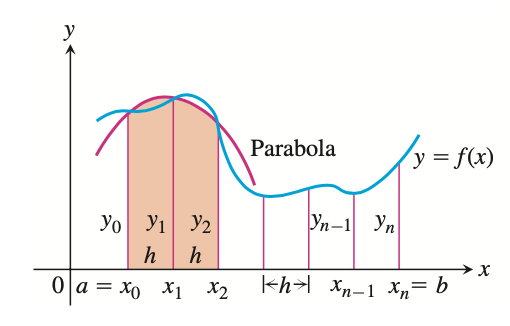 y
Parabola
y = f(x)
y₀ y₁ y₂ yₙ₋₁ yₙ
h h
0 a = x₀ x₁ x₂ h xₙ₋₁ xₙ = b x